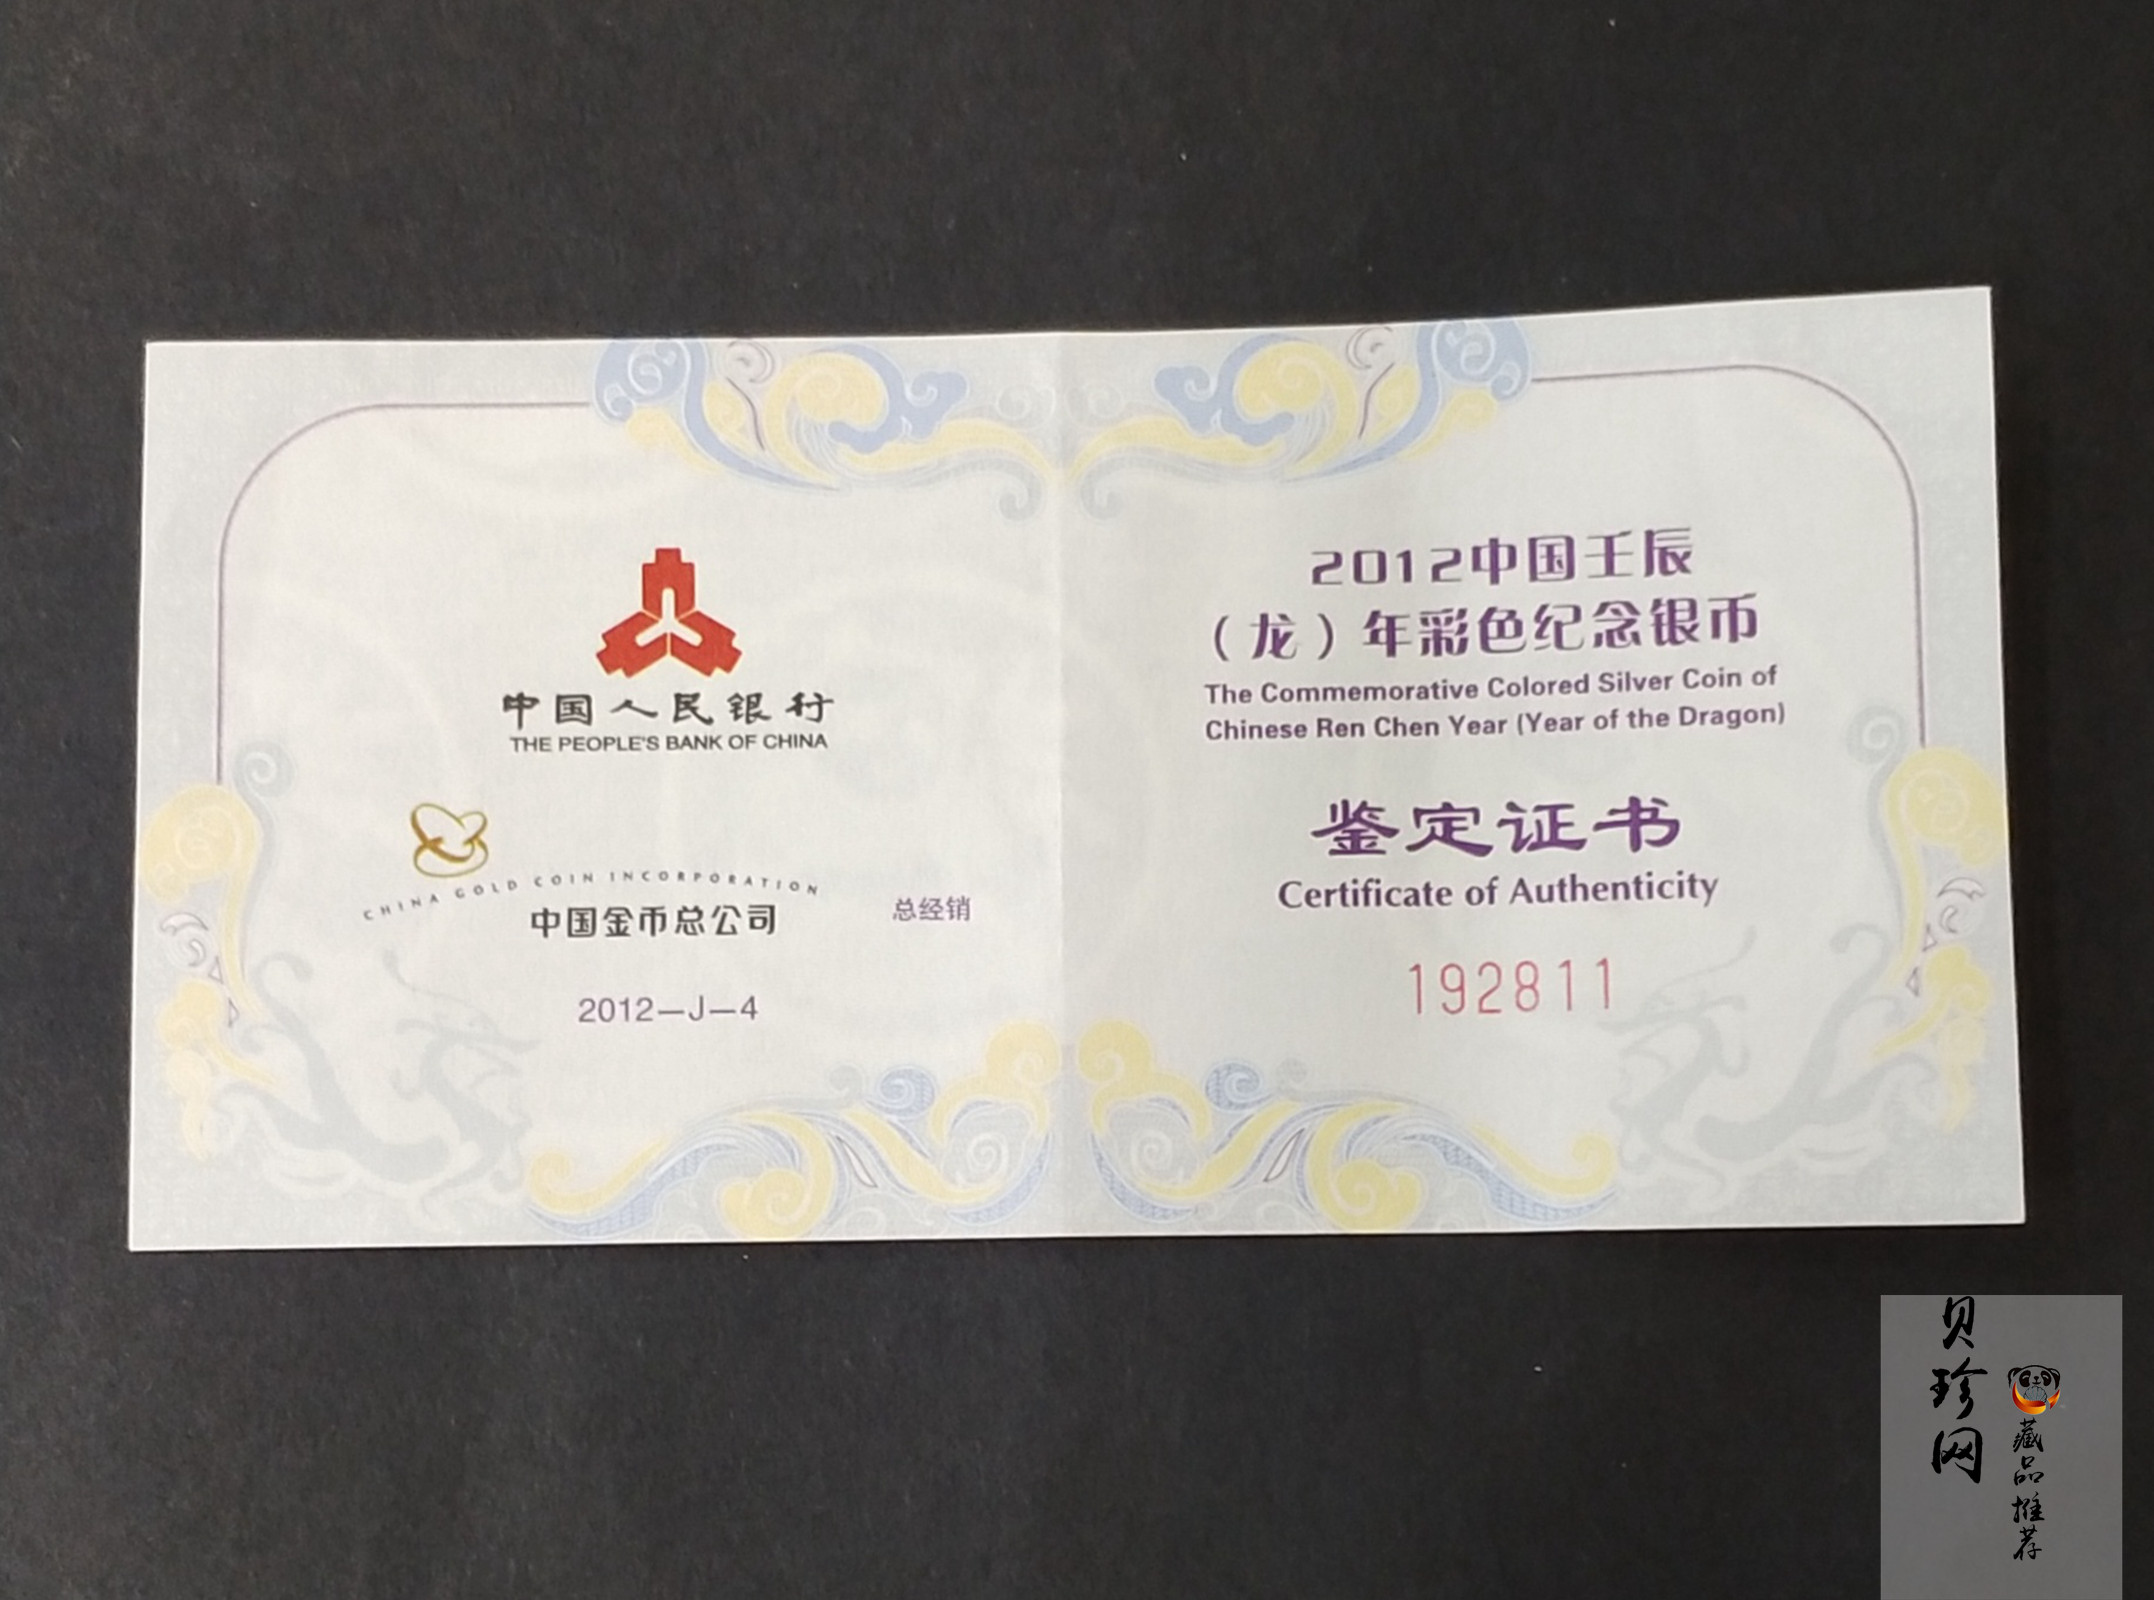 中国人民银行
THE PEOPLE'S BANK OF CHINA
CHINA GOLD COIN INCORPORATION
中国金币总公司
总经销
2012—J—4
2012中国壬辰
（龙）年彩色纪念银币
The Commemorative Colored Silver Coin of
Chinese Ren Chen Year (Year of the Dragon)
鉴定证书
Certificate of Authenticity
192811
贝珍网
藏品推荐